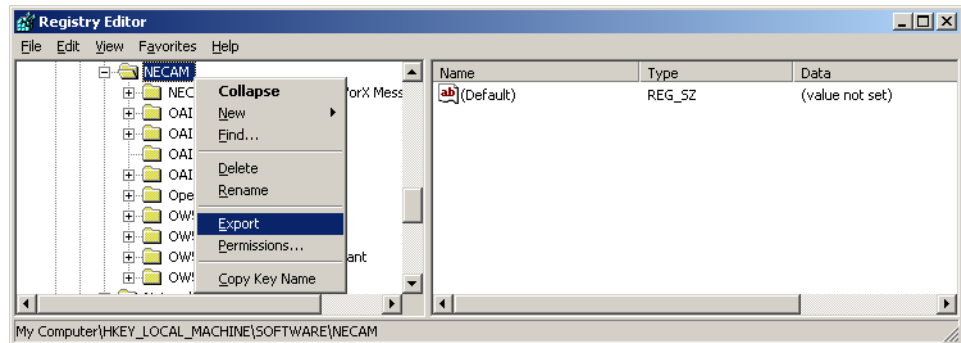 Registry Editor
File Edit View Favorites Help
Name Type Data
NECAM
(Default) REG_SZ (value not set)
NEC
Collapse
orX Mess
OAI
New
OAI
Find...
OAI
OAI
Delete
Ope
Rename
OW
Export
OW
Permissions...
OW
ant
OW
Copy Key Name
My Computer\HKEY_LOCAL_MACHINE\SOFTWARE\NECAM